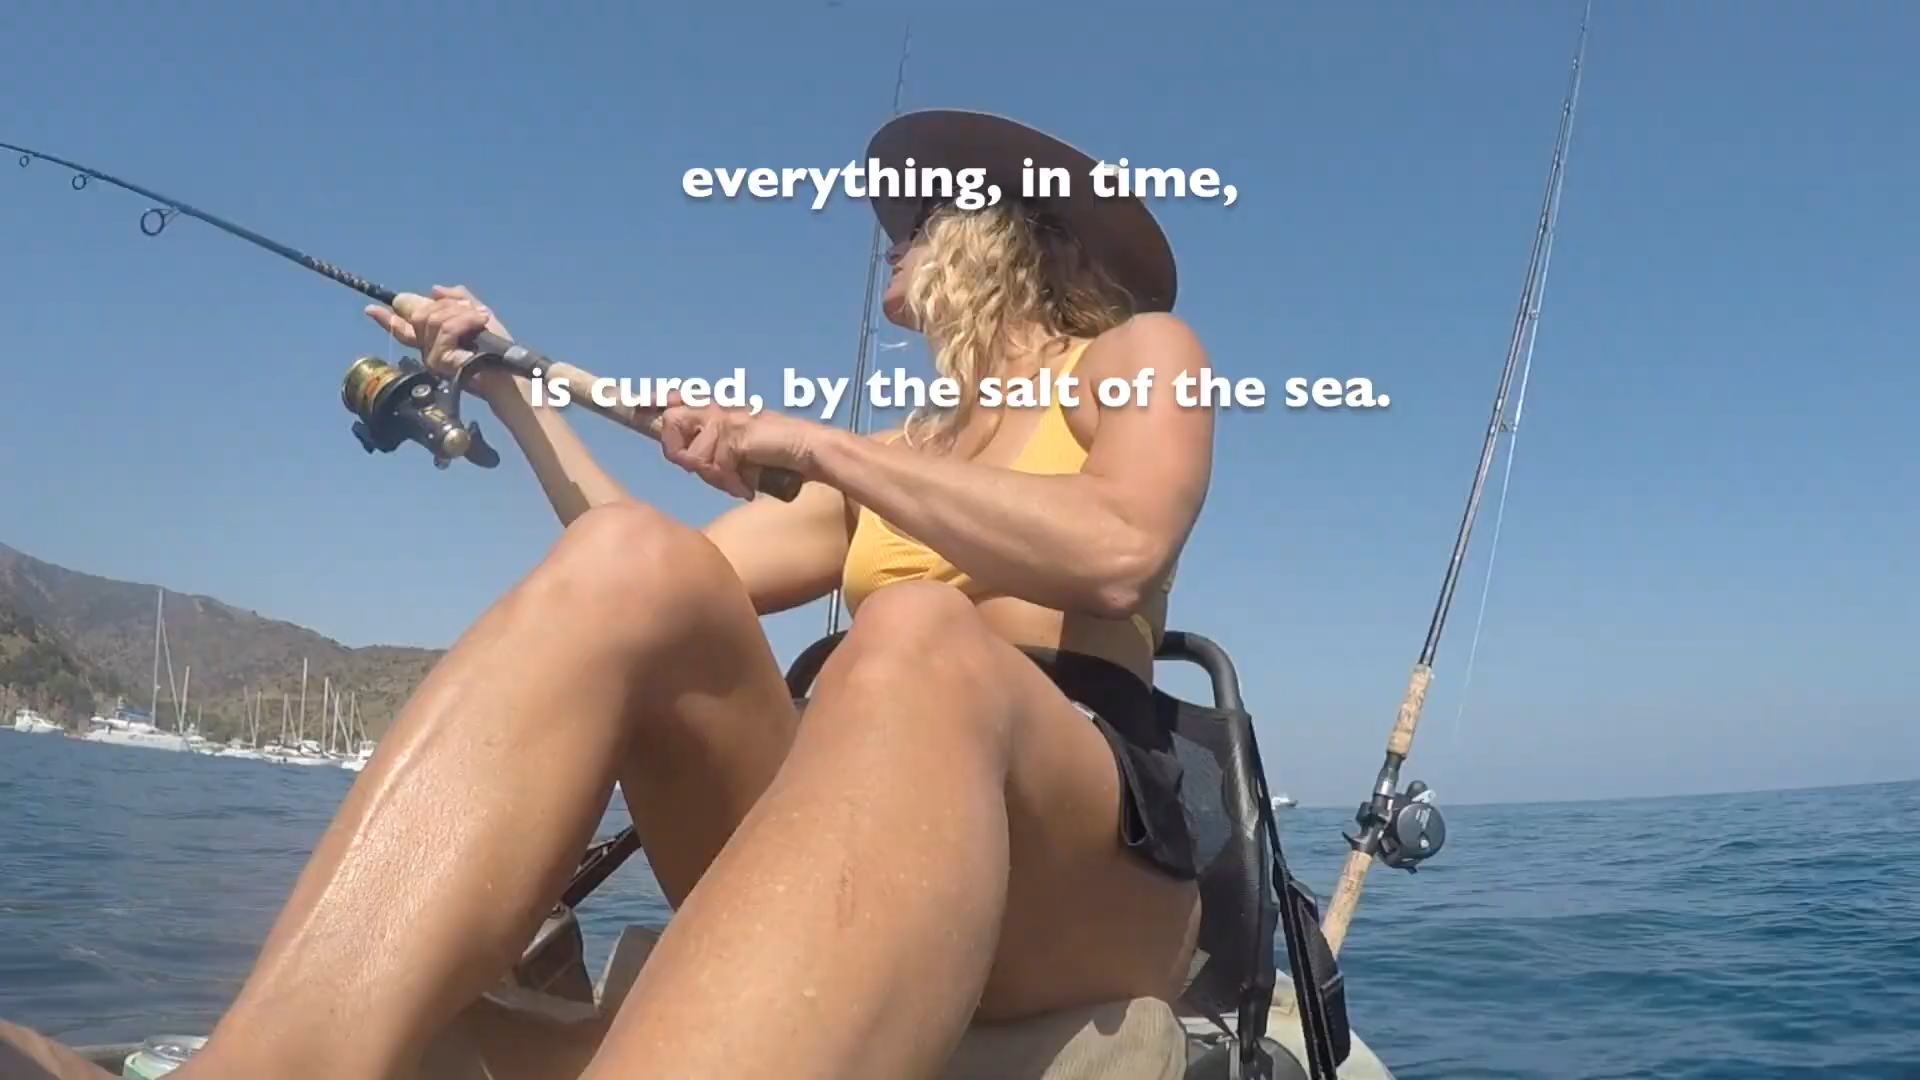 everything, in time,
is cured, by the salt of the sea.